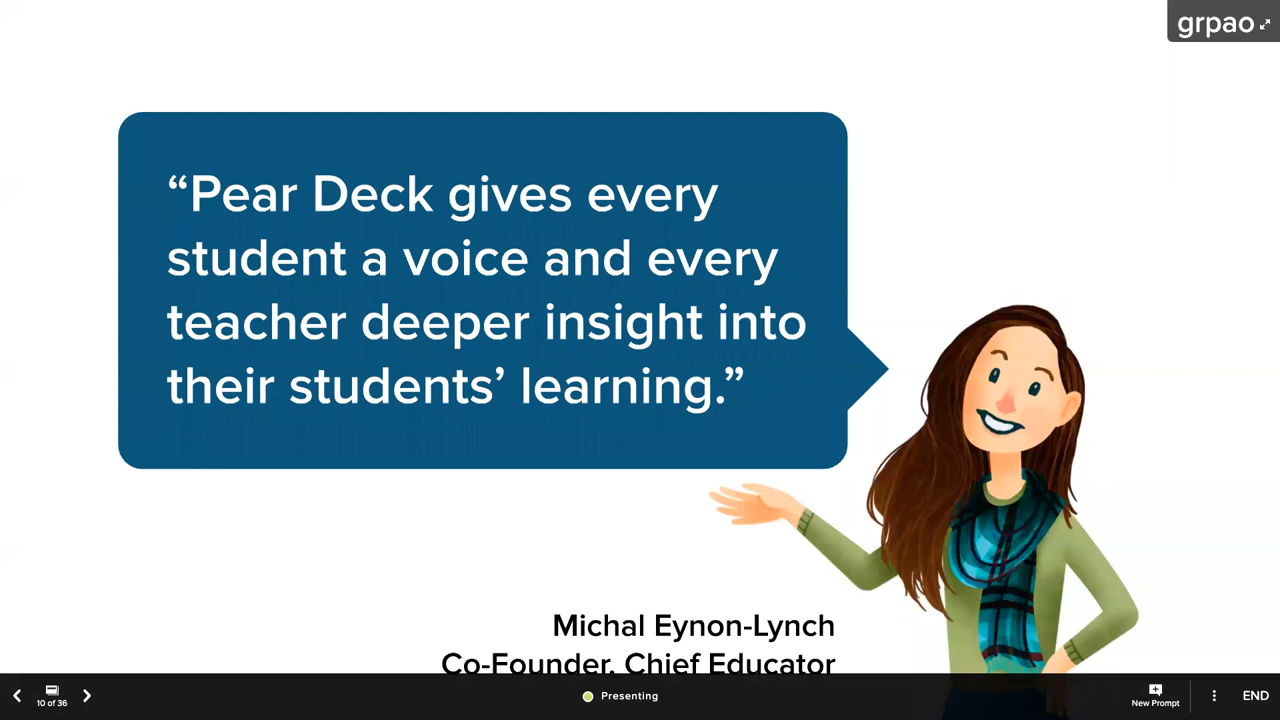 grpao
“Pear Deck gives every
student a voice and every
teacher deeper insight into
their students’ learning.”
Michal Eynon-Lynch
Co-Founder, Chief Educator
10 of 36
Presenting
New Prompt
END